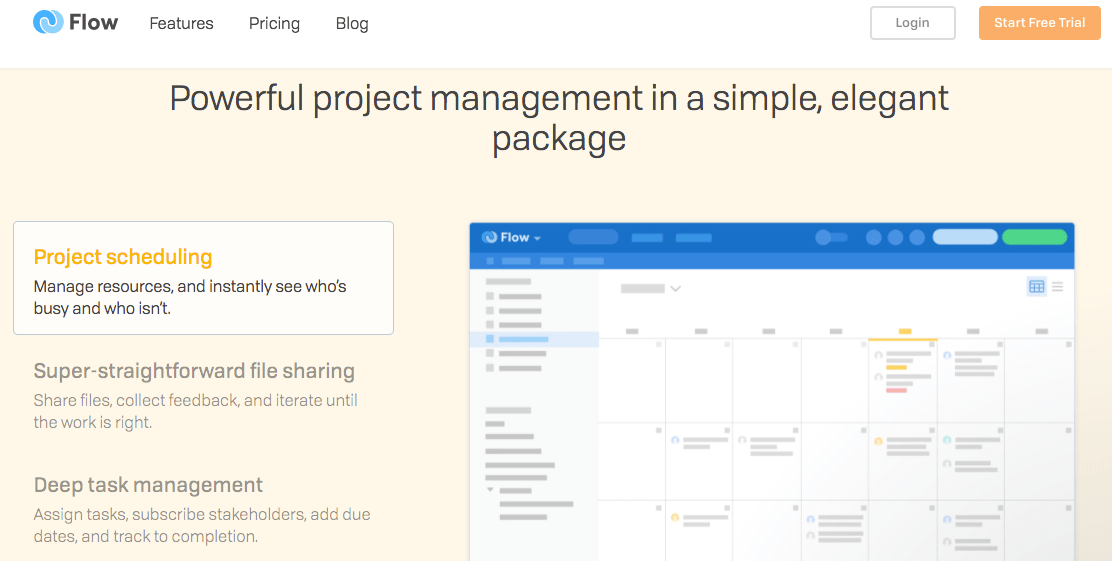 Flow
Features
Pricing
Blog
Login
Start Free Trial
Powerful project management in a simple, elegant
package
Project scheduling
Manage resources, and instantly see who's
busy and who isn't.
Super-straightforward file sharing
Share files, collect feedback, and iterate until
the work is right.
Deep task management
Assign tasks, subscribe stakeholders, add due
dates, and track to completion.
Flow